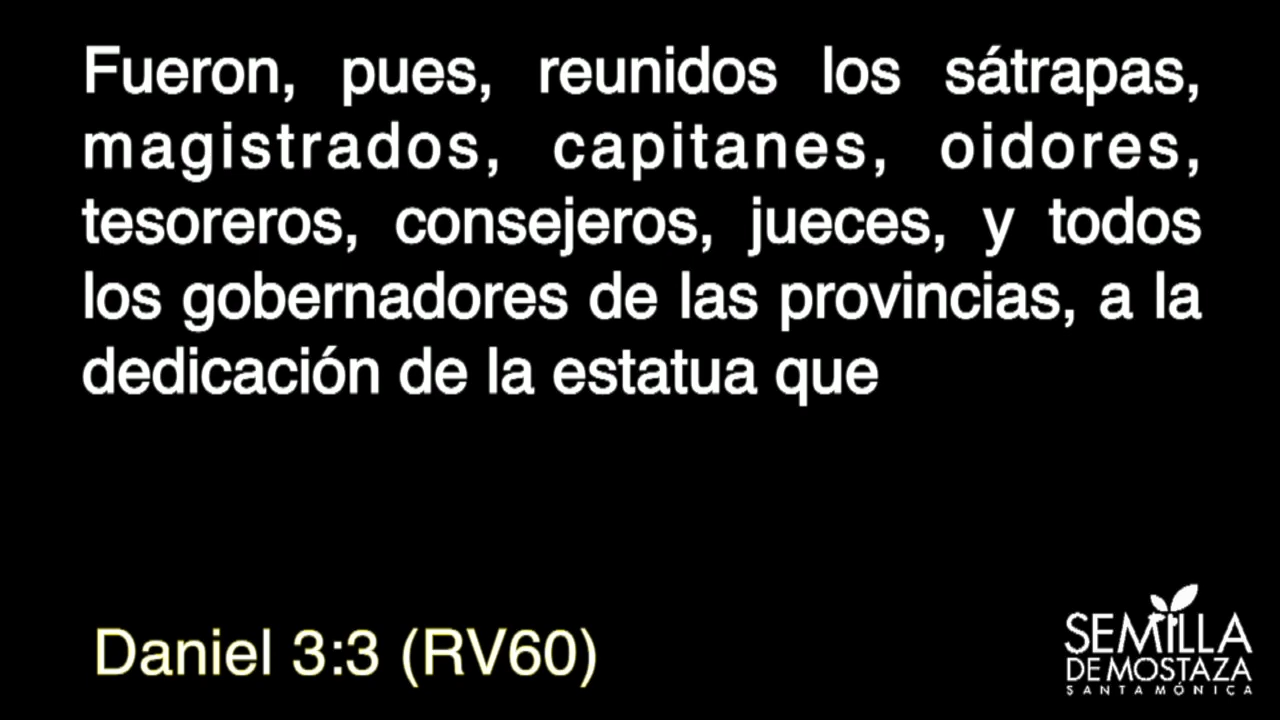 Fueron, pues, reunidos los sátrapas,
magistrados, capitanes, oidores,
tesoreros, consejeros, jueces, y todos
los gobernadores de las provincias, a la
dedicación de la estatua que
Daniel 3:3 (RV60)
SEMILLA
DE MOSTAZA
SANTA MÓNICA